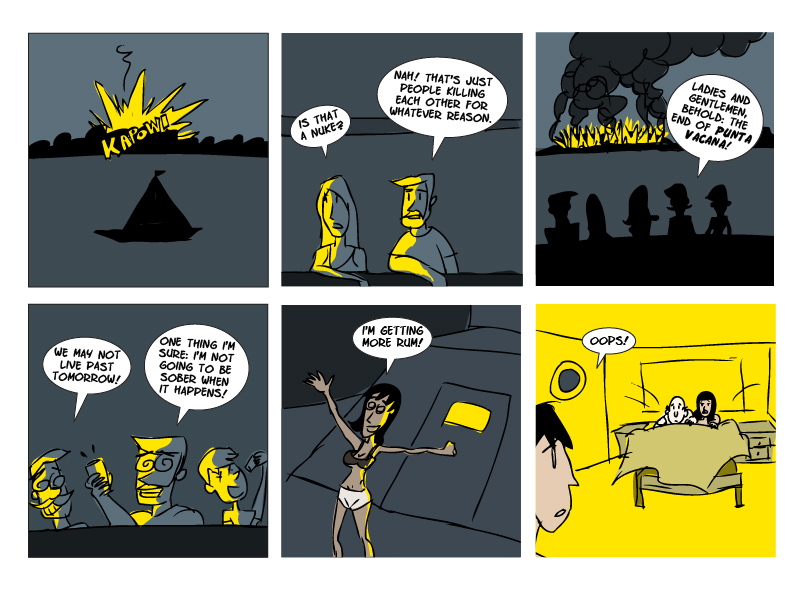 KAPOW!
IS THAT
A NUKE?
NAH! THAT'S JUST
PEOPLE KILLING
EACH OTHER FOR
WHATEVER REASON.
LADIES AND
GENTLEMEN,
BEHOLD: THE
END OF PUNTA
VACANA!
WE MAY NOT
LIVE PAST
TOMORROW!
ONE THING I'M
SURE: I'M NOT
GOING TO BE
SOBER WHEN
IT HAPPENS!
I'M GETTING
MORE RUM!
OOPS!